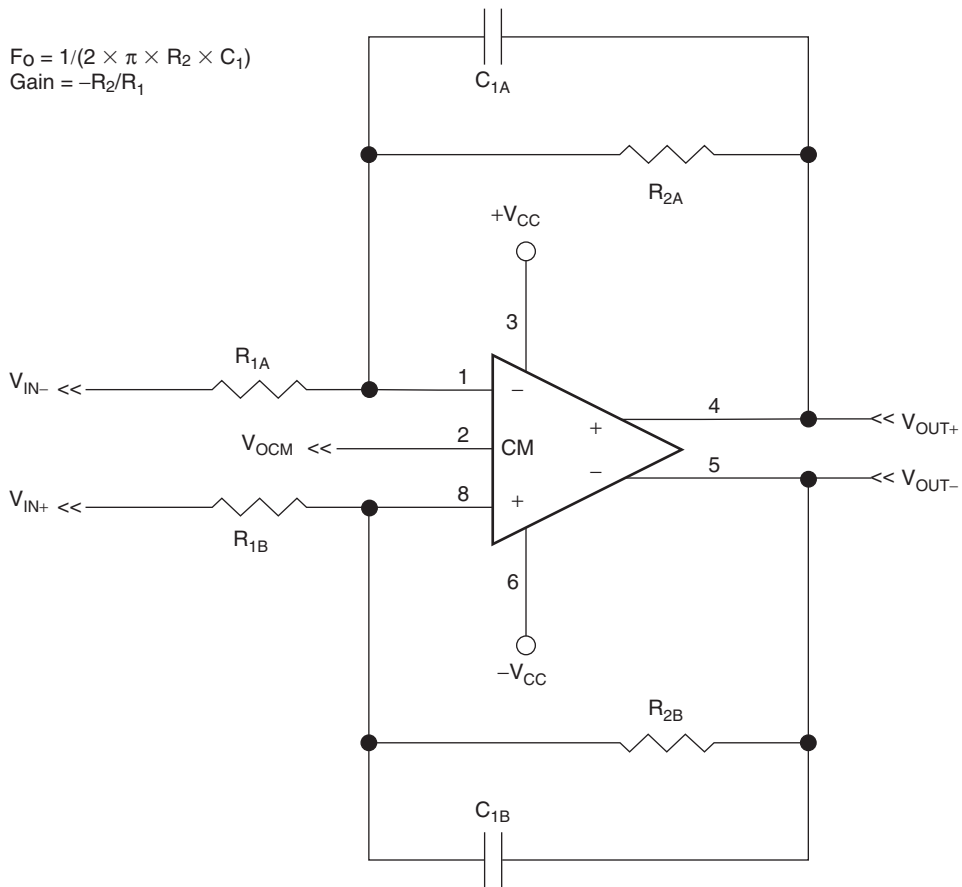 Fo = 1/(2 × π × R₂ × C₁)
Gain = –R₂/R₁
C₁A
R₂A
+VCC
3
R₁A
VIN– <<
1
–
4
+
<< VOUT+
VOCM <<
2
CM
5
–
<< VOUT–
VIN+ <<
8
+
R₁B
6
–VCC
R₂B
C₁B